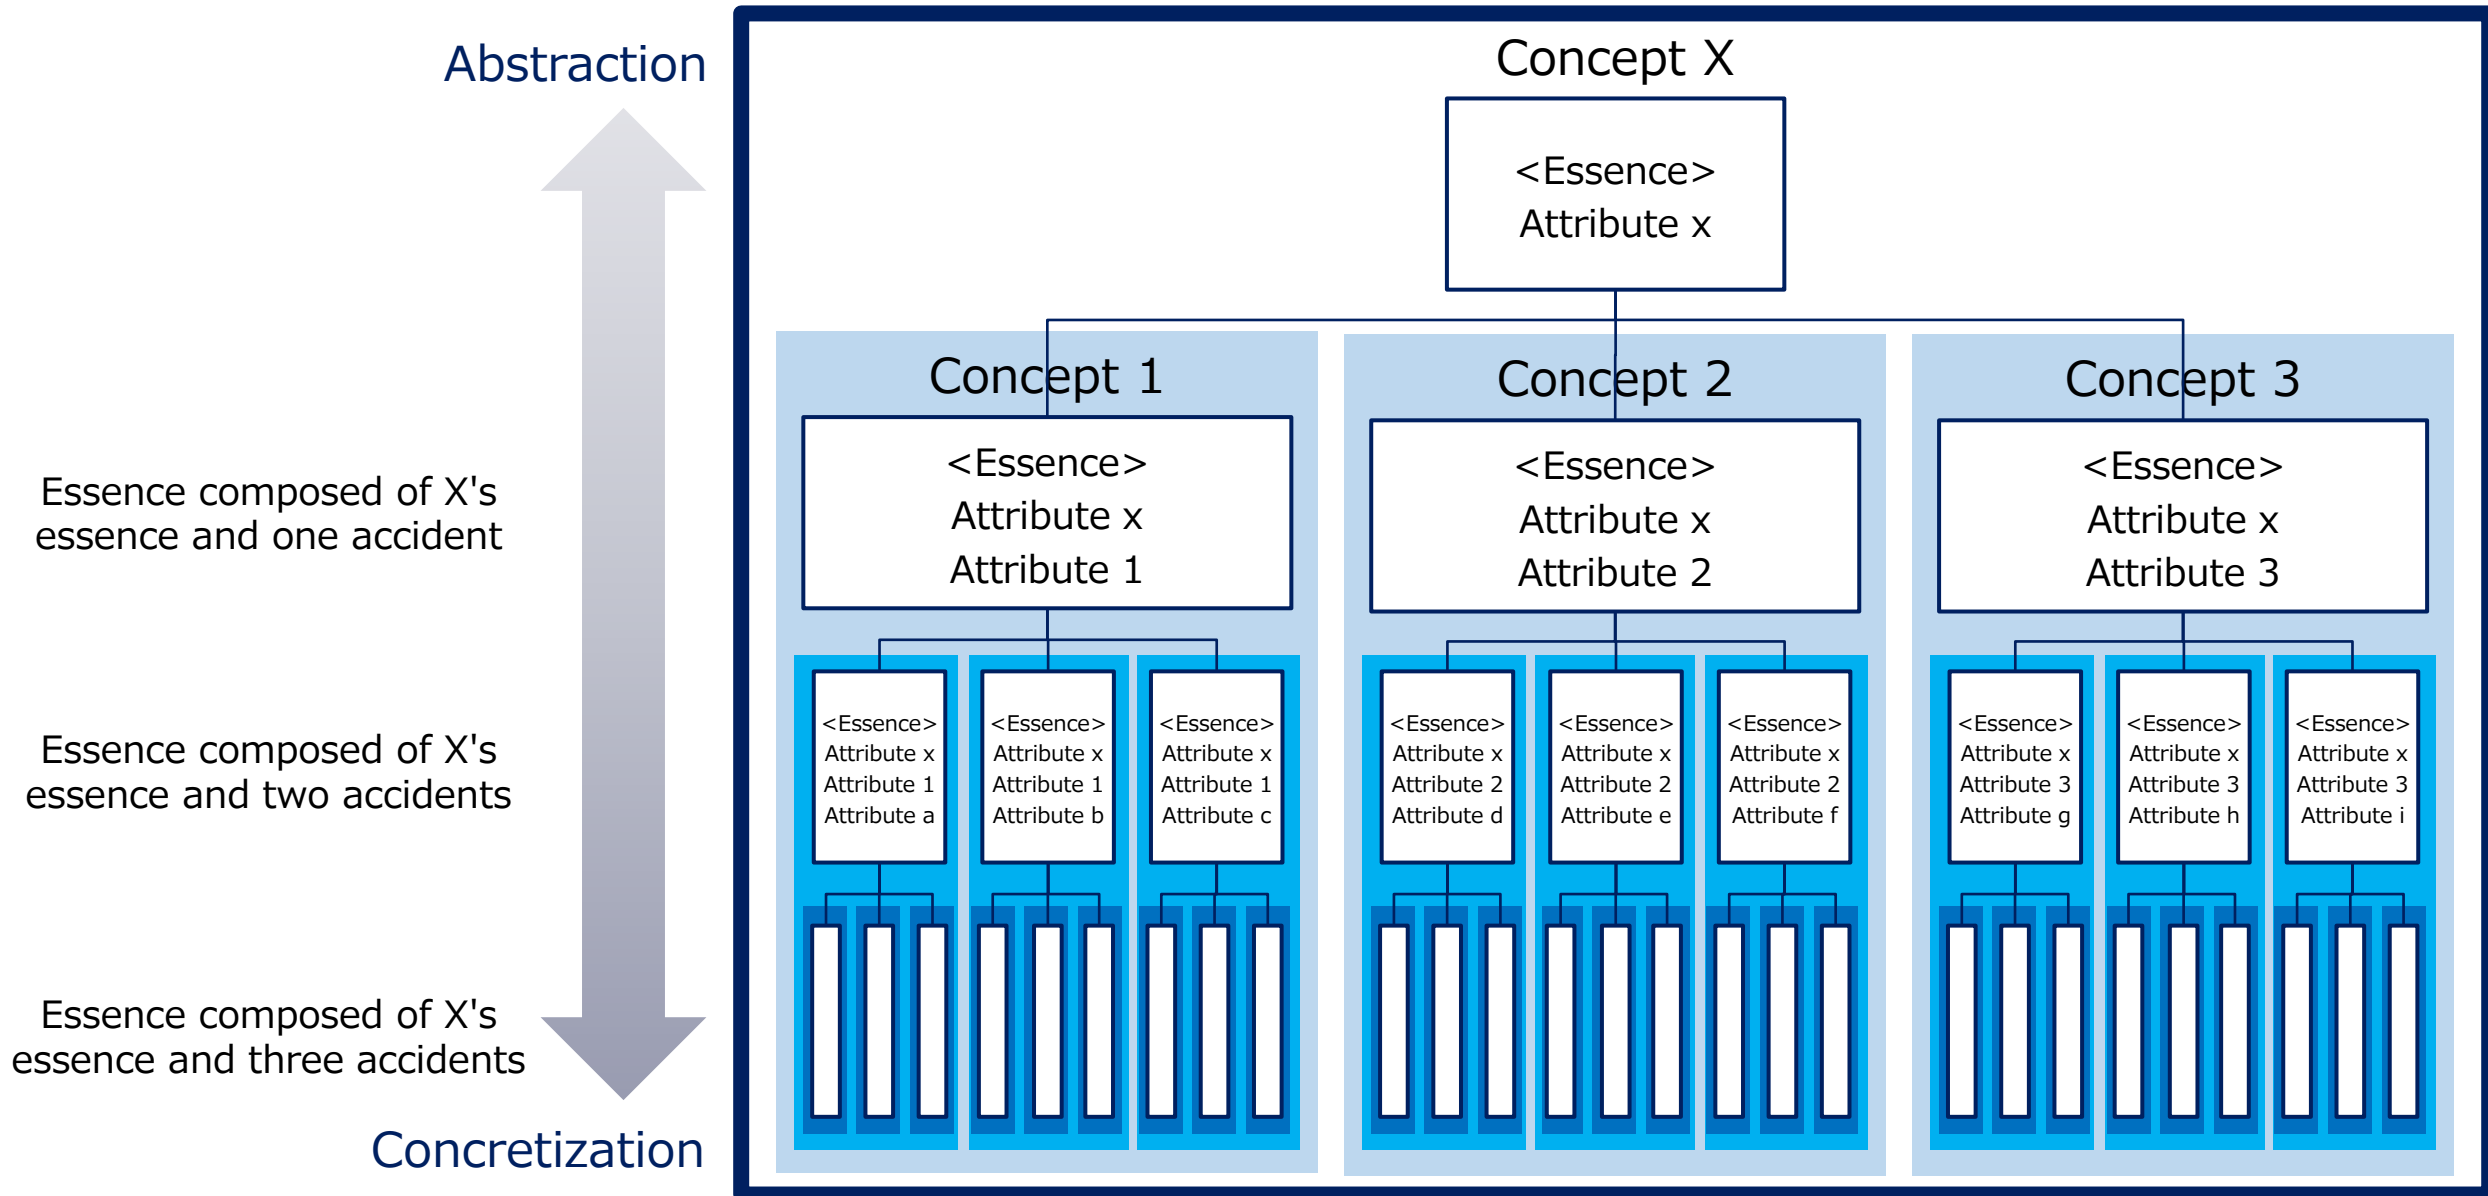 Abstraction
Concept X
<Essence>
Attribute x
Concept 1
<Essence>
Attribute x
Attribute 1
Concept 2
<Essence>
Attribute x
Attribute 2
Concept 3
<Essence>
Attribute x
Attribute 3
Essence composed of X's
essence and one accident
<Essence>
Attribute x
Attribute 1
Attribute a
<Essence>
Attribute x
Attribute 1
Attribute b
<Essence>
Attribute x
Attribute 1
Attribute c
<Essence>
Attribute x
Attribute 2
Attribute d
<Essence>
Attribute x
Attribute 2
Attribute e
<Essence>
Attribute x
Attribute 2
Attribute f
<Essence>
Attribute x
Attribute 3
Attribute g
<Essence>
Attribute x
Attribute 3
Attribute h
<Essence>
Attribute x
Attribute 3
Attribute i
Essence composed of X's
essence and two accidents
Essence composed of X's
essence and three accidents
Concretization